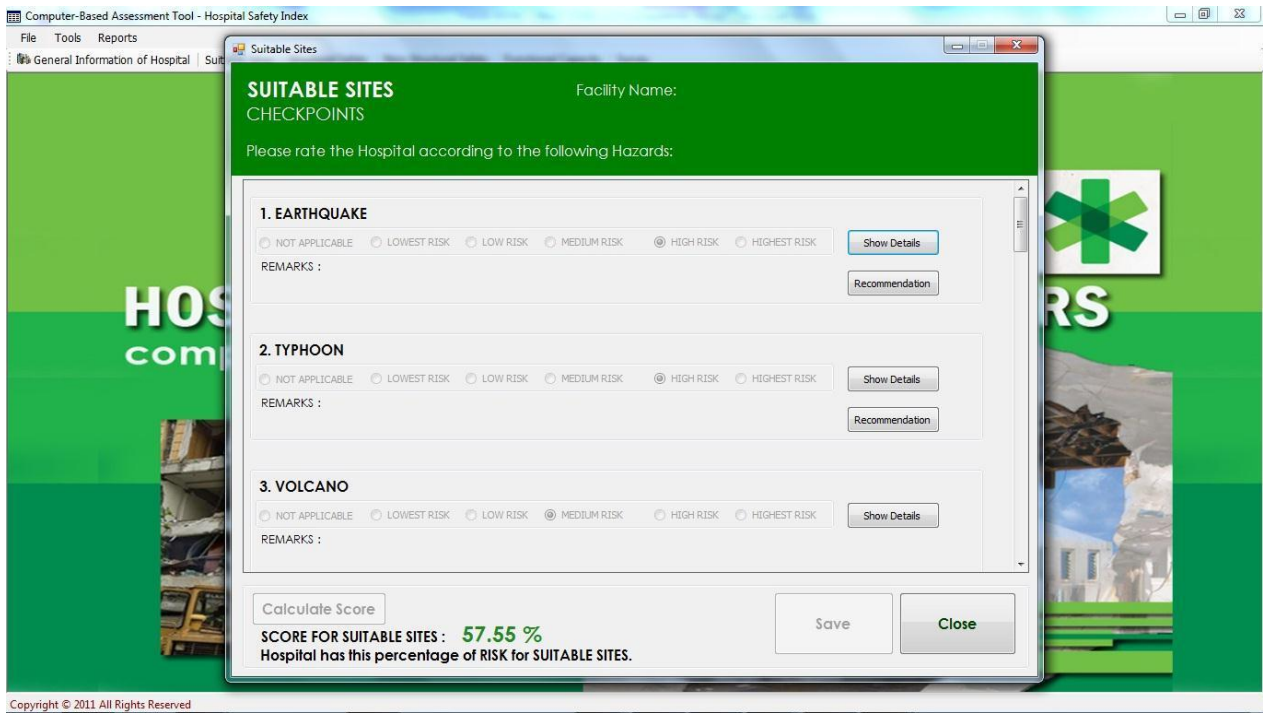 Computer-Based Assessment Tool - Hospital Safety Index
File Tools Reports
General Information of Hospital Suit
Suitable Sites
SUITABLE SITES
Facility Name:
CHECKPOINTS
Please rate the Hospital according to the following Hazards:
1. EARTHQUAKE
NOT APPLICABLE LOWEST RISK LOW RISK MEDIUM RISK HIGH RISK HIGHEST RISK Show Details
REMARKS :
Recommendation
2. TYPHOON
NOT APPLICABLE LOWEST RISK LOW RISK MEDIUM RISK HIGH RISK HIGHEST RISK Show Details
REMARKS :
Recommendation
3. VOLCANO
NOT APPLICABLE LOWEST RISK LOW RISK MEDIUM RISK HIGH RISK HIGHEST RISK Show Details
REMARKS :
HOS RS
com
Calculate Score
SCORE FOR SUITABLE SITES : 57.55 %
Hospital has this percentage of RISK for SUITABLE SITES.
Save Close
Copyright © 2011 All Rights Reserved